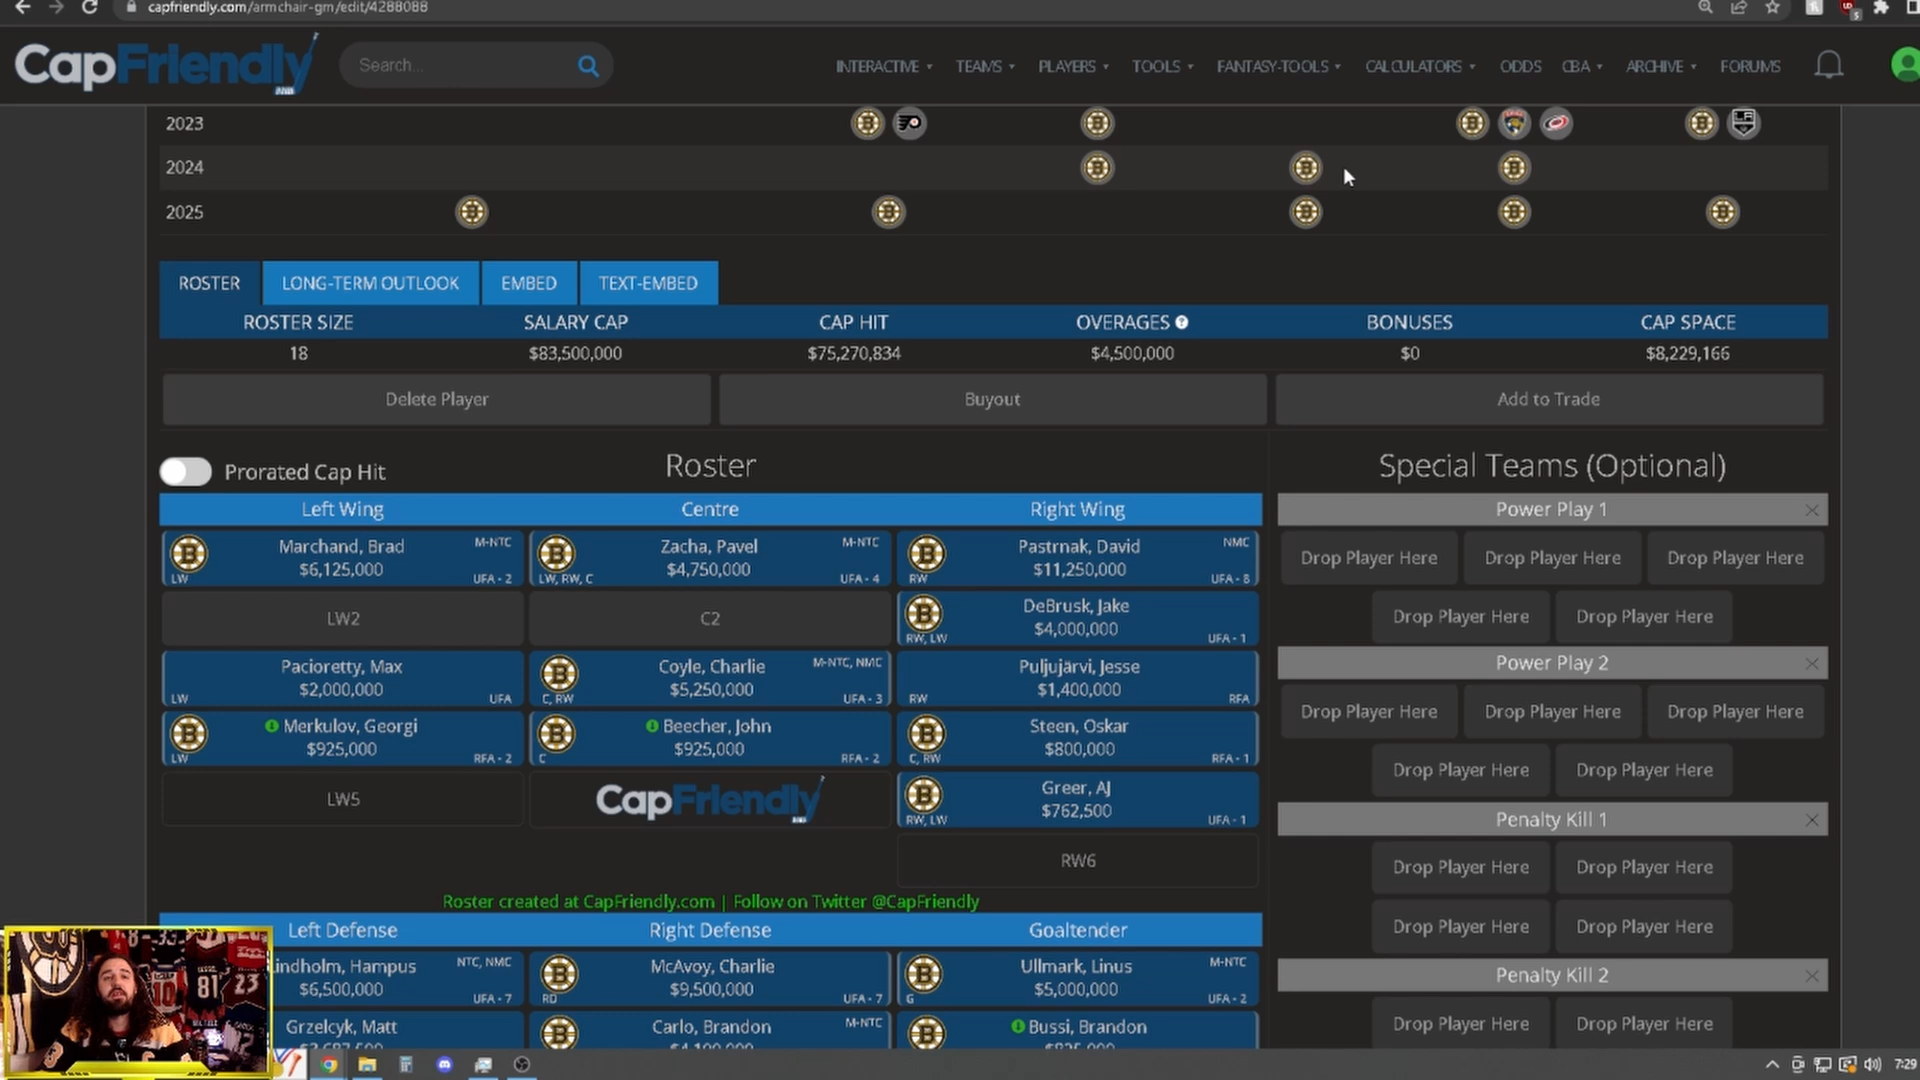 capfriendly.com/armchair-gm/edit/4288088
CapFriendly
Search...
INTERACTIVE TEAMS PLAYERS TOOLS FANTASY-TOOLS CALCULATORS ODDS CBA ARCHIVE FORUMS
2023
2024
2025
ROSTER LONG-TERM OUTLOOK EMBED TEXT-EMBED
ROSTER SIZE SALARY CAP CAP HIT OVERAGES BONUSES CAP SPACE
18 $83,500,000 $75,270,834 $4,500,000 $0 $8,229,166
Delete Player Buyout Add to Trade
Prorated Cap Hit Roster Special Teams (Optional)
Left Wing Centre Right Wing Power Play 1
Marchand, Brad M-NTC Zacha, Pavel M-NTC Pastrnak, David NMC
$6,125,000 $4,750,000 $11,250,000
LW UFA - 2 LW, RW, C UFA - 4 RW UFA - 8
Drop Player Here Drop Player Here Drop Player Here
LW2 C2 DeBrusk, Jake
$4,000,000
RW, LW UFA - 1
Drop Player Here Drop Player Here
Power Play 2
Pacioretty, Max Coyle, Charlie M-NTC, NMC Puljujärvi, Jesse
$2,000,000 $5,250,000 $1,400,000
LW UFA C, RW UFA - 3 RW RFA
Drop Player Here Drop Player Here Drop Player Here
Merkulov, Georgi Beecher, John Steen, Oskar
$925,000 $925,000 $800,000
LW RFA - 2 C RFA - 2 C, RW RFA - 1
Drop Player Here Drop Player Here
LW5 CapFriendly Greer, AJ
$762,500
RW, LW UFA - 1
Penalty Kill 1
RW6
Drop Player Here Drop Player Here
Roster created at CapFriendly.com | Follow on Twitter @CapFriendly
Drop Player Here Drop Player Here
Left Defense Right Defense Goaltender
Penalty Kill 2
indholm, Hampus NTC, NMC McAvoy, Charlie Ullmark, Linus M-NTC
$6,500,000 $9,500,000 $5,000,000
UFA - 7 RD UFA - 7 G UFA - 2
Grzelcyk, Matt Carlo, Brandon M-NTC Bussi, Brandon
$3,687,500 $4,100,000 $825,000
Drop Player Here Drop Player Here
81
23
7:29